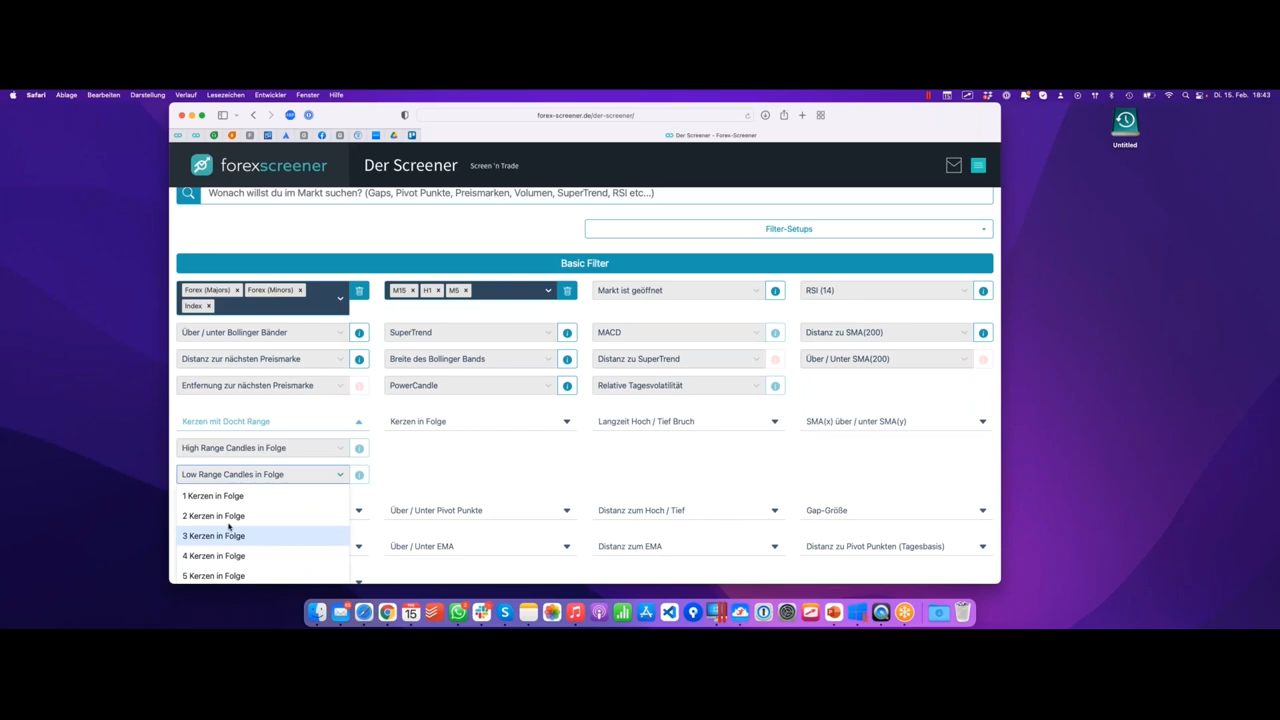 Safari Ablage Bearbeiten Darstellung Verlauf Lesezeichen Entwickler Fenster Hilfe
Di. 15. Feb. 18:43
forex-screener.de/der-screener/
Der Screener - Forex-Screener
Untitled
forexscreener Der Screener Screen 'n Trade
Wonach willst du im Markt suchen? (Gaps, Pivot Punkte, Preismarken, Volumen, SuperTrend, RSI etc...)
Filter-Setups
Basic Filter
Forex (Majors) × Forex (Minors) × M15 × H1 × M5 × Markt ist geöffnet RSI (14)
Index ×
Über / unter Bollinger Bänder SuperTrend MACD Distanz zu SMA(200)
Distanz zur nächsten Preismarke Breite des Bollinger Bands Distanz zu SuperTrend Über / Unter SMA(200)
Entfernung zur nächsten Preismarke PowerCandle Relative Tagesvolatilität
Kerzen mit Docht Range Kerzen in Folge Langzeit Hoch / Tief Bruch SMA(x) über / unter SMA(y)
High Range Candles in Folge
Low Range Candles in Folge
1 Kerzen in Folge
2 Kerzen in Folge Über / Unter Pivot Punkte Distanz zum Hoch / Tief Gap-Größe
3 Kerzen in Folge
4 Kerzen in Folge Über / Unter EMA Distanz zum EMA Distanz zu Pivot Punkten (Tagesbasis)
5 Kerzen in Folge
15